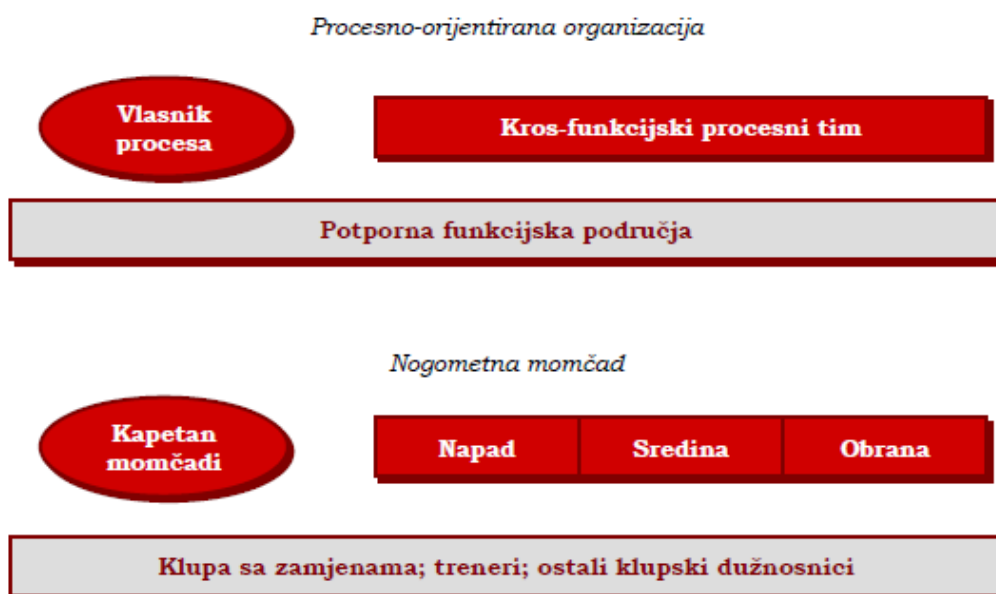 Procesno-orijentirana organizacija
Vlasnik
procesa
Kros-funkcijski procesni tim
Potporna funkcijska područja
Nogometna momčad
Kapetan
momčadi
Napad
Sredina
Obrana
Klupa sa zamjenama; treneri; ostali klupski dužnosnici